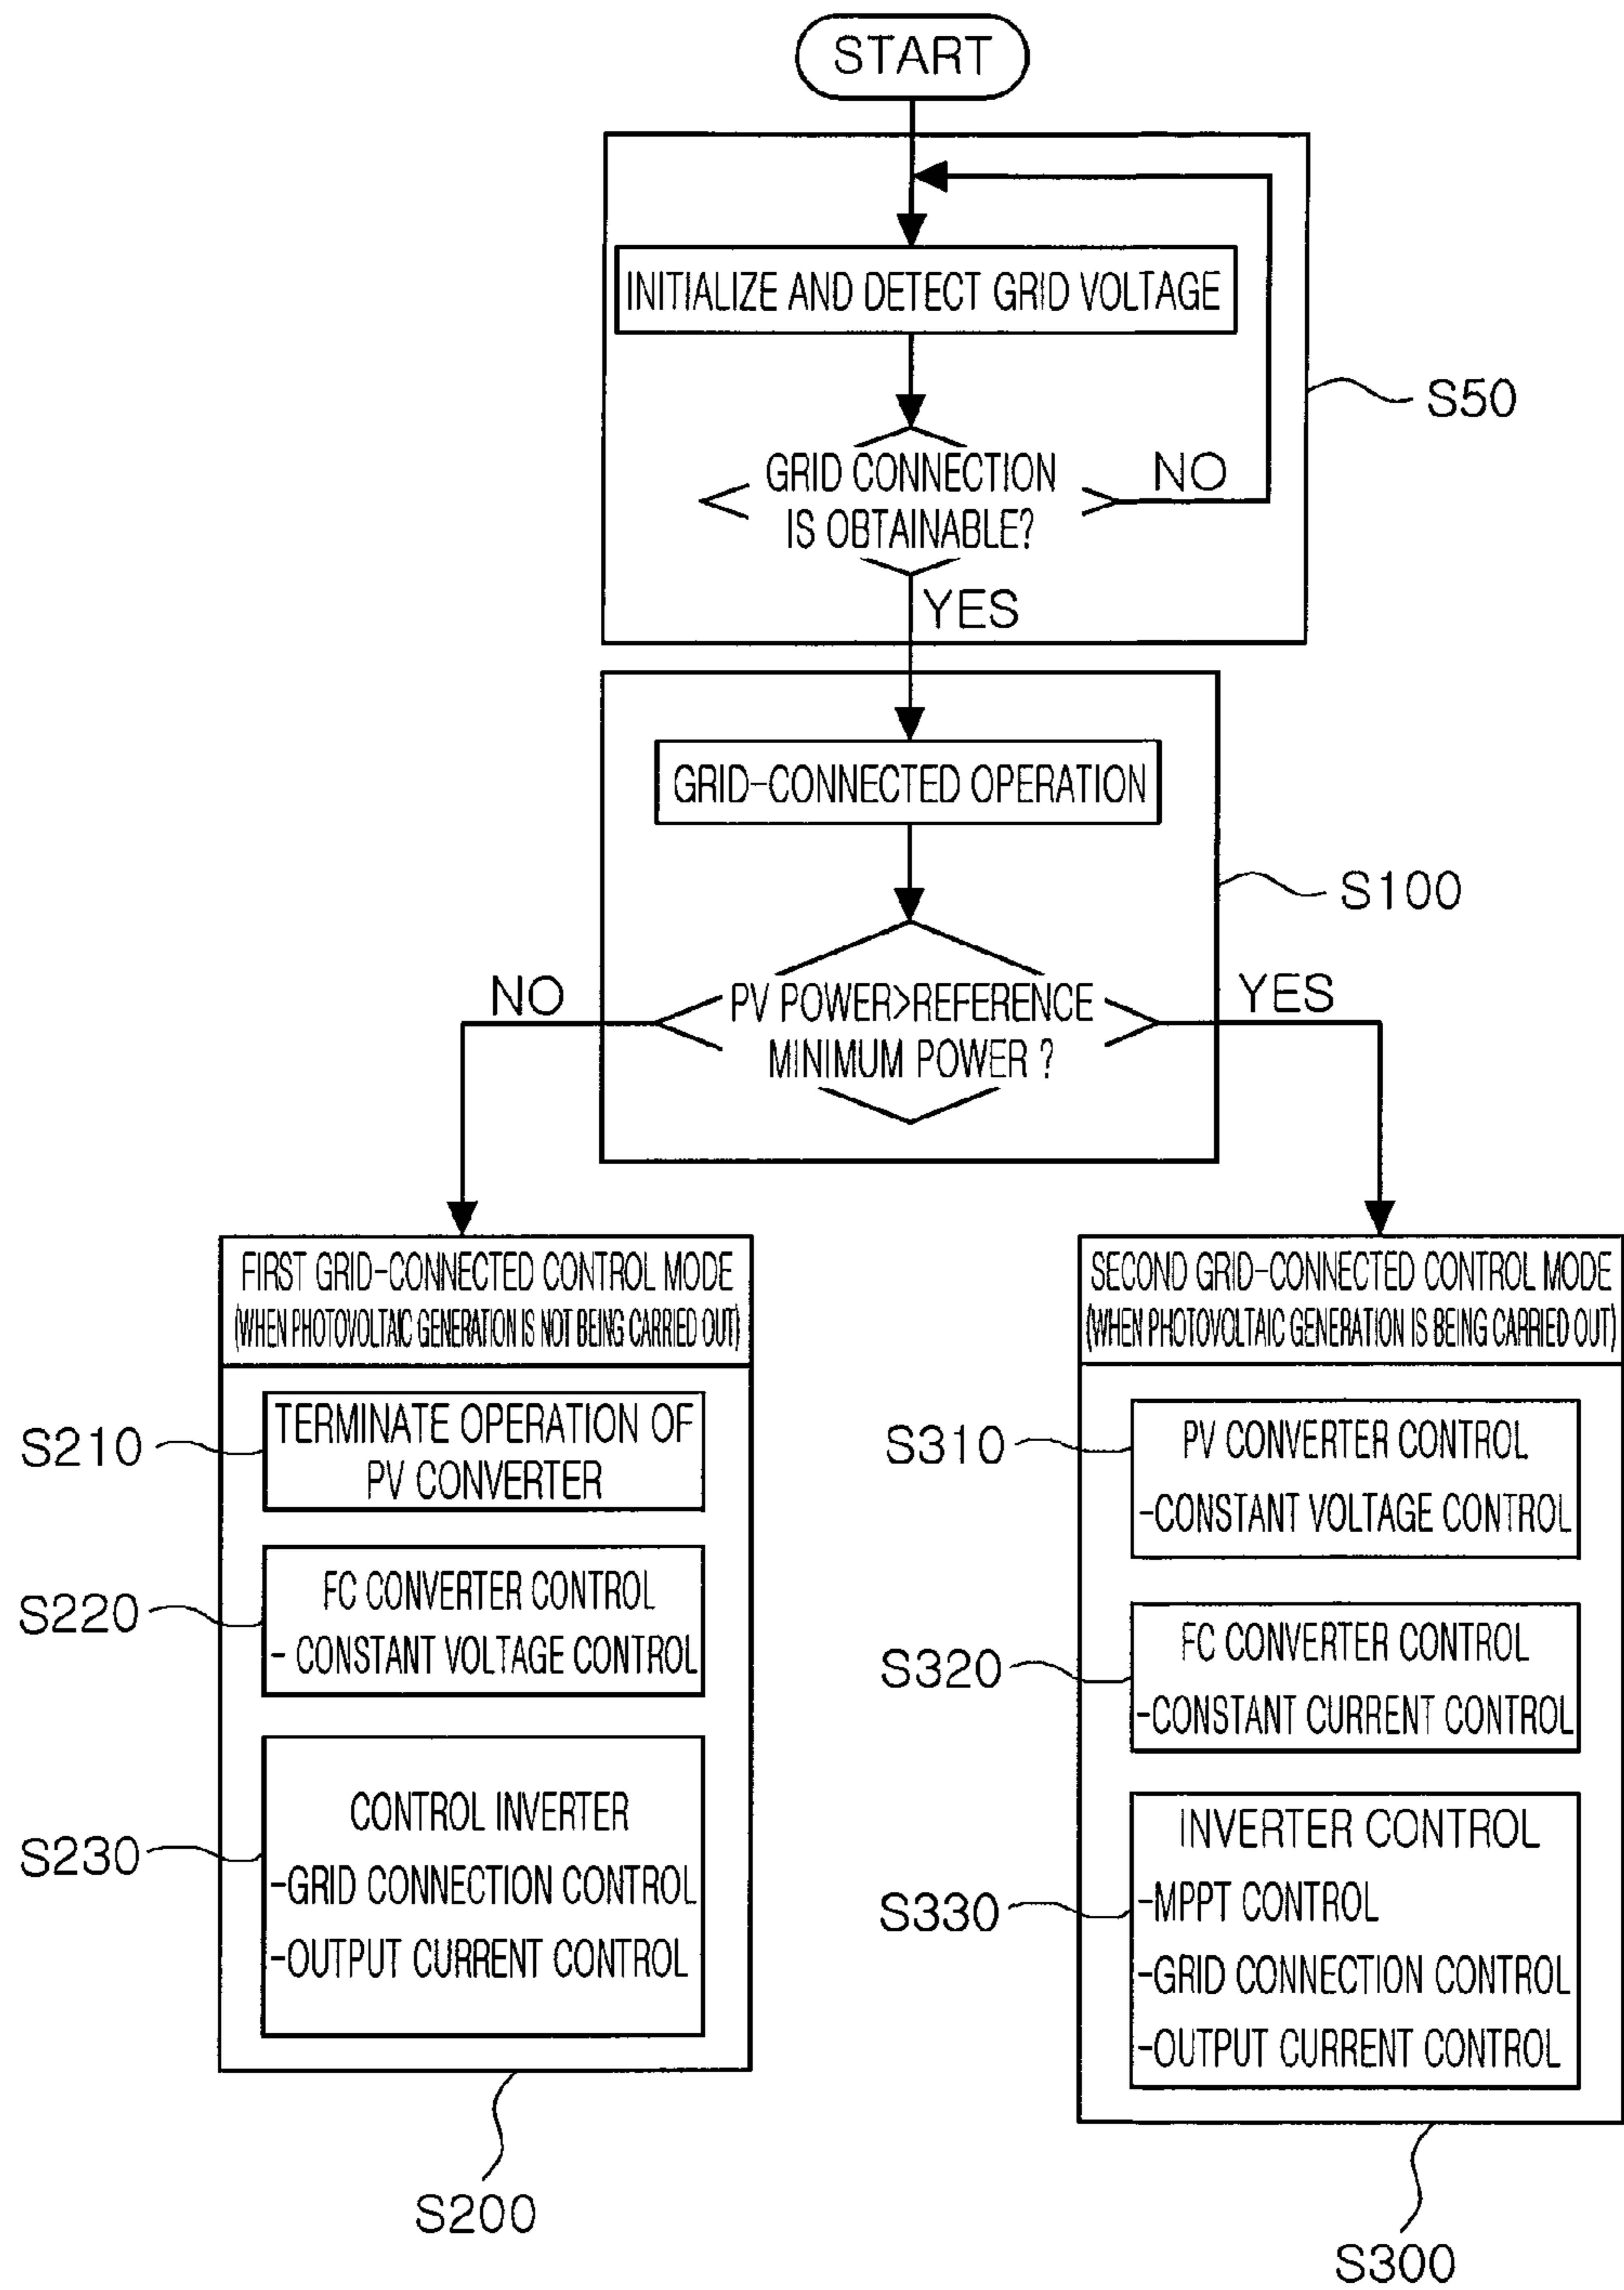 START
INITIALIZE AND DETECT GRID VOLTAGE
S50
GRID CONNECTION
IS OBTAINABLE?
NO
YES
GRID-CONNECTED OPERATION
S100
NO
PV POWER>REFERENCE
MINIMUM POWER ?
YES
FIRST GRID-CONNECTED CONTROL MODE
(WHEN PHOTOVOLTAIC GENERATION IS NOT BEING CARRIED OUT)
S210
TERMINATE OPERATION OF
PV CONVERTER
S220
FC CONVERTER CONTROL
- CONSTANT VOLTAGE CONTROL
S230
CONTROL INVERTER
-GRID CONNECTION CONTROL
-OUTPUT CURRENT CONTROL
S200
SECOND GRID-CONNECTED CONTROL MODE
(WHEN PHOTOVOLTAIC GENERATION IS BEING CARRIED OUT)
S310
PV CONVERTER CONTROL
-CONSTANT VOLTAGE CONTROL
S320
FC CONVERTER CONTROL
-CONSTANT CURRENT CONTROL
S330
INVERTER CONTROL
-MPPT CONTROL
-GRID CONNECTION CONTROL
-OUTPUT CURRENT CONTROL
S300